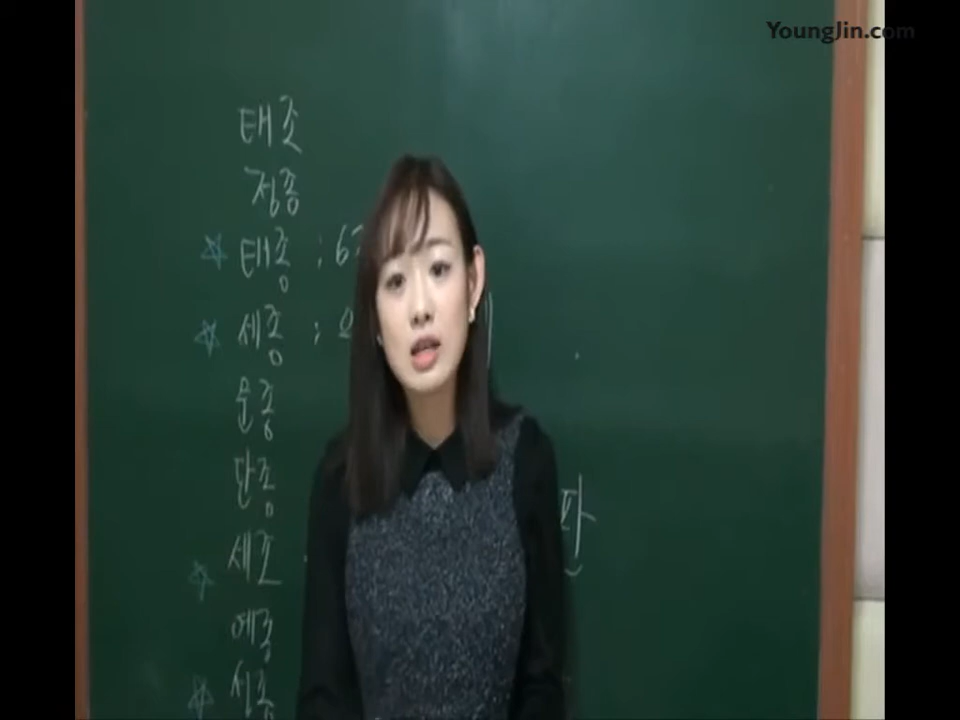 YoungJin.com
태조
정종
☆ 태종 : 6
☆ 세종 :
문종
단종
☆ 세조
예종
☆ 성종